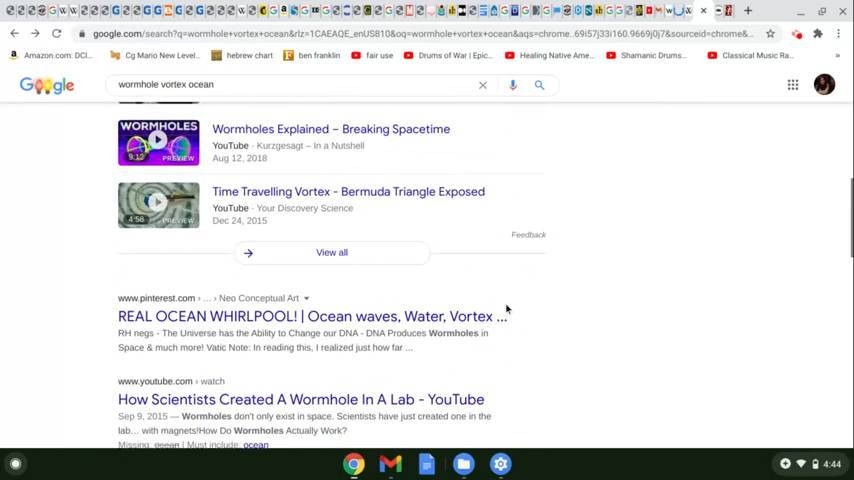 google.com/search?q=wormhole+vortex+ocean&rlz=1CAEAQE_enUS810&oq=wormhole+vortex+ocean&aqs=chrome..69i57j33i160.9669j0j7&sourceid=chrome&...
Amazon.com: DCI... Cg Mario New Level... hebrew chart ben franklin fair use Drums of War | Epic... Healing Native Ame... Shamanic Drums... Classical Music Ra... »
Google wormhole vortex ocean
WORMHOLES
9:12 PREVIEW
Wormholes Explained – Breaking Spacetime
YouTube · Kurzgesagt – In a Nutshell
Aug 12, 2018
4:58 PREVIEW
Time Travelling Vortex - Bermuda Triangle Exposed
YouTube · Your Discovery Science
Dec 24, 2015
Feedback
View all
www.pinterest.com › ... › Neo Conceptual Art
REAL OCEAN WHIRLPOOL! | Ocean waves, Water, Vortex ...
RH negs - The Universe has the Ability to Change our DNA - DNA Produces Wormholes in
Space & much more! Vatic Note: In reading this, I realized just how far ...
www.youtube.com › watch
How Scientists Created A Wormhole In A Lab - YouTube
Sep 9, 2015 — Wormholes don't only exist in space. Scientists have just created one in the
lab... with magnets!How Do Wormholes Actually Work?
Missing: ocean | Must include: ocean
4:44